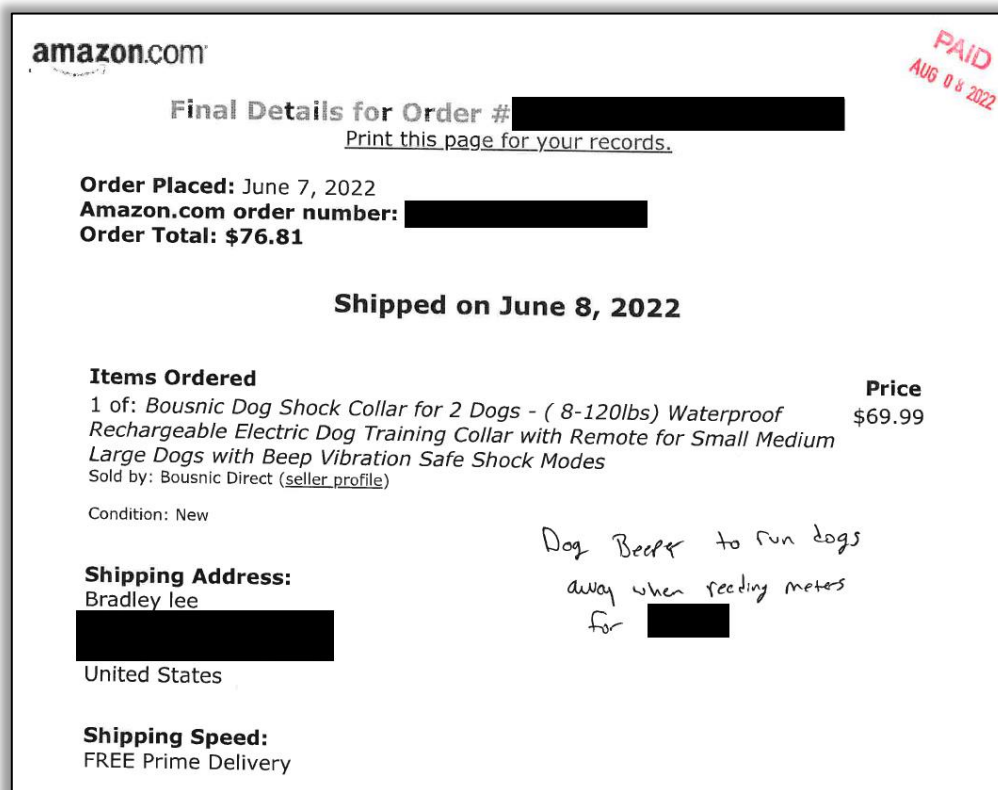 amazon.com
PAID
AUG 08 2022
Final Details for Order #
Print this page for your records.
Order Placed: June 7, 2022
Amazon.com order number:
Order Total: $76.81
Shipped on June 8, 2022
Items Ordered
Price
1 of: Bousnic Dog Shock Collar for 2 Dogs - ( 8-120lbs) Waterproof
$69.99
Rechargeable Electric Dog Training Collar with Remote for Small Medium
Large Dogs with Beep Vibration Safe Shock Modes
Sold by: Bousnic Direct (seller profile)
Condition: New
Dog Beeper to run dogs
away when reeding meters
for
Shipping Address:
Bradley lee
United States
Shipping Speed:
FREE Prime Delivery